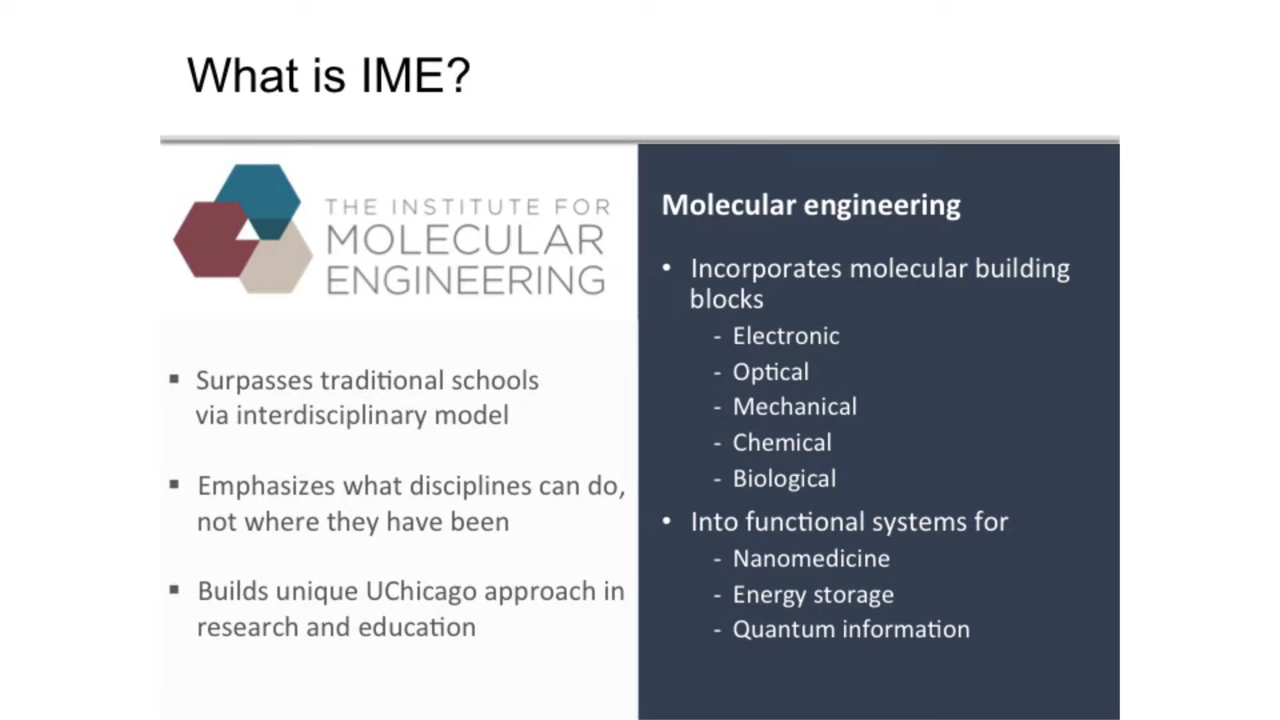 What is IME?
THE INSTITUTE FOR
MOLECULAR
ENGINEERING
▪ Surpasses traditional schools
via interdisciplinary model
▪ Emphasizes what disciplines can do,
not where they have been
▪ Builds unique UChicago approach in
research and education
Molecular engineering
• Incorporates molecular building
blocks
- Electronic
- Optical
- Mechanical
- Chemical
- Biological
• Into functional systems for
- Nanomedicine
- Energy storage
- Quantum information